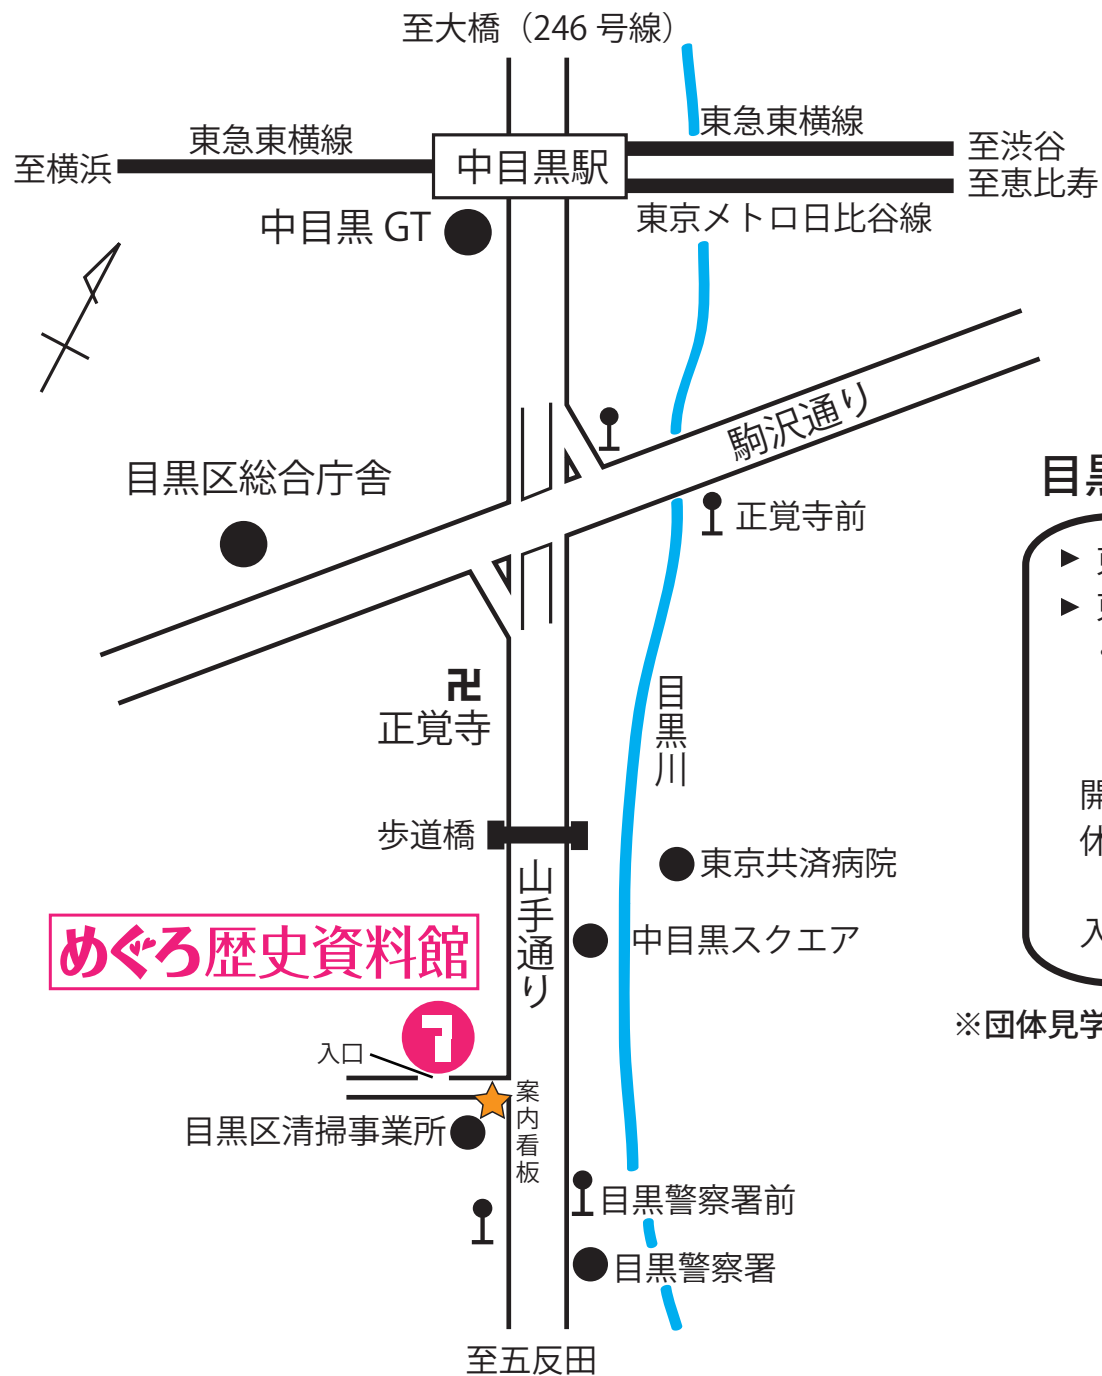 至大橋（246 号線）
東急東横線
至横浜
中目黒駅
東急東横線
至渋谷
至恵比寿
東京メトロ日比谷線
中目黒 GT
駒沢通り
目黒区総合庁舎
正覚寺前
卍
正覚寺
目黒川
歩道橋
山手通り
東京共済病院
中目黒スクエア
めぐろ歴史資料館
入口
案内看板
目黒区清掃事業所
目黒警察署前
目黒警察署
至五反田
目
▶
▶
開
休
入
※団体見学